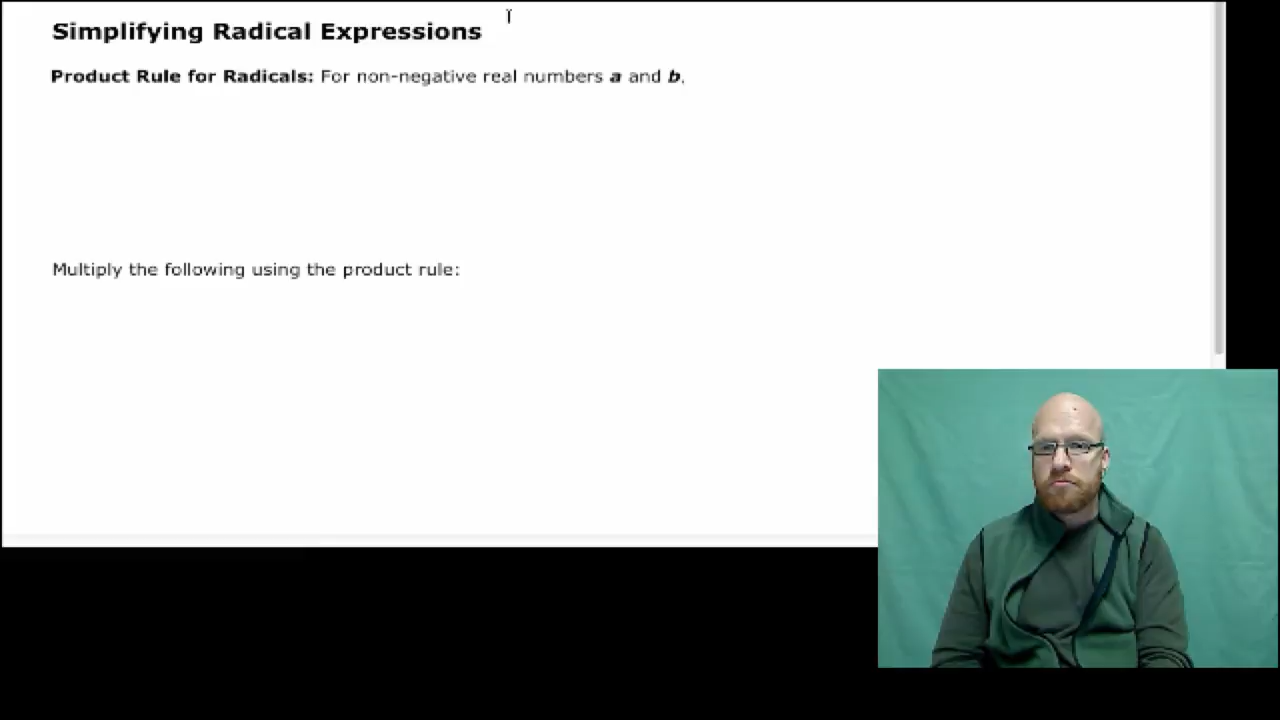 Simplifying Radical Expressions
Product Rule for Radicals: For non-negative real numbers a and b,
Multiply the following using the product rule: